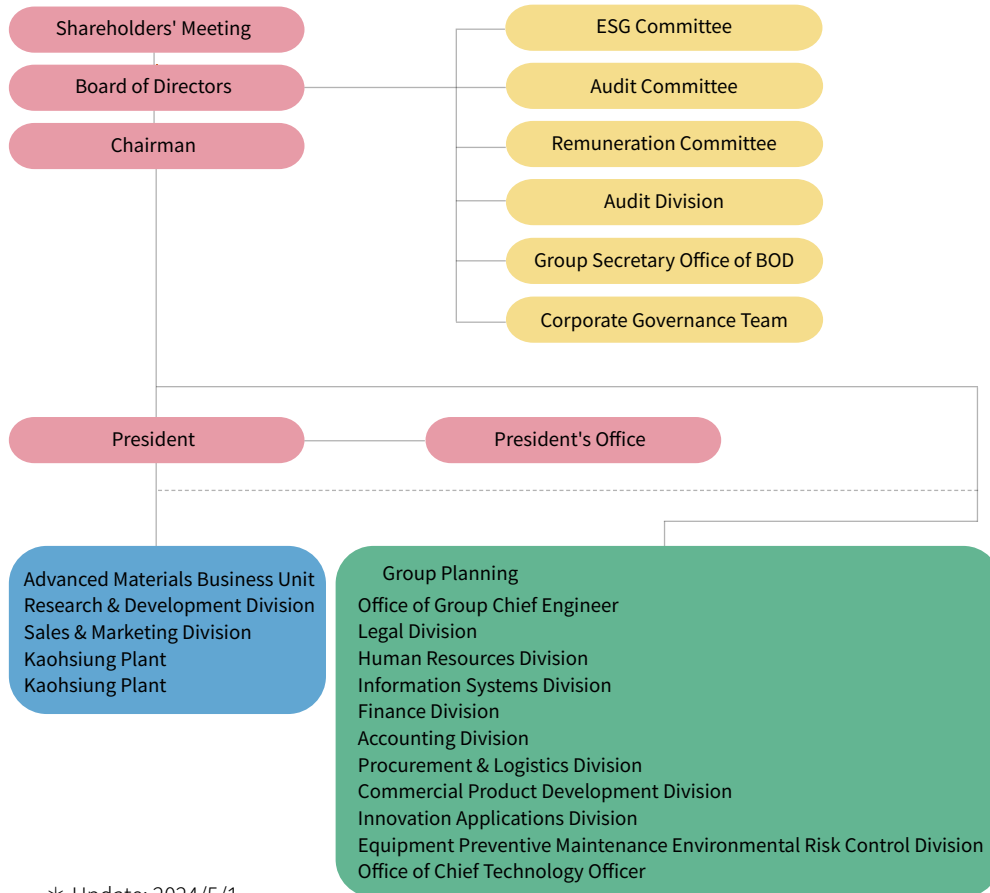 Shareholders' Meeting
Board of Directors
Chairman
ESG Committee
Audit Committee
Remuneration Committee
Audit Division
Group Secretary Office of BOD
Corporate Governance Team
President
President's Office
Advanced Materials Business Unit
Research & Development Division
Sales & Marketing Division
Kaohsiung Plant
Kaohsiung Plant
Group Planning
Office of Group Chief Engineer
Legal Division
Human Resources Division
Information Systems Division
Finance Division
Accounting Division
Procurement & Logistics Division
Commercial Product Development Division
Innovation Applications Division
Equipment Preventive Maintenance Environmental Risk Control Division
Office of Chief Technology Officer
* Update: 2024/5/1